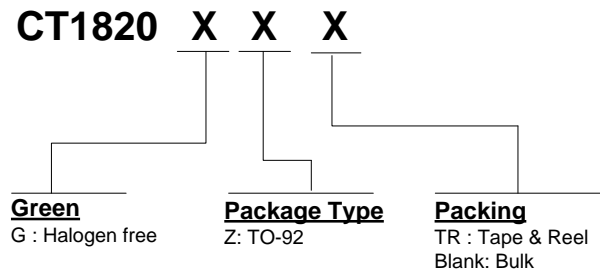 CT1820 X X X
Green
G : Halogen free
Package Type
Z: TO-92
Packing
TR : Tape & Reel
Blank: Bulk